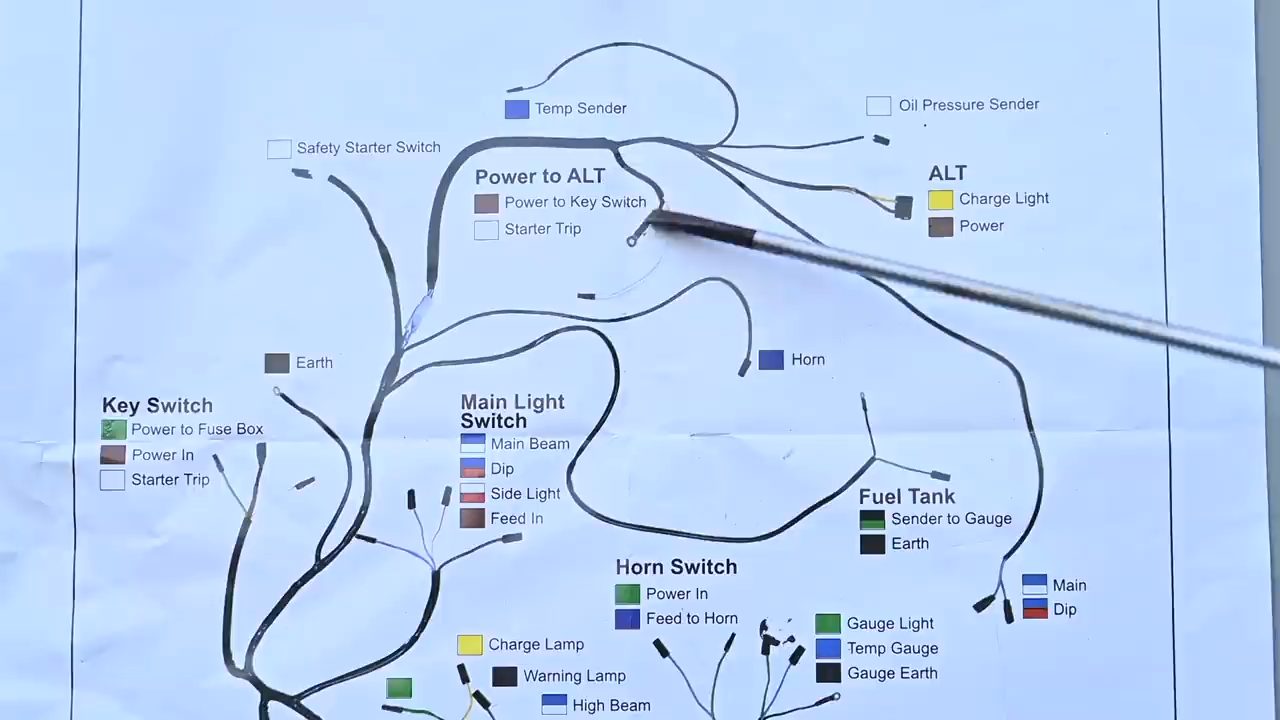 Temp Sender
Oil Pressure Sender
Safety Starter Switch
Power to ALT
Power to Key Switch
Starter Trip
ALT
Charge Light
Power
Earth
Horn
Key Switch
Power to Fuse Box
Power In
Starter Trip
Main Light
Switch
Main Beam
Dip
Side Light
Feed In
Fuel Tank
Sender to Gauge
Earth
Horn Switch
Power In
Feed to Horn
Main
Dip
Gauge Light
Temp Gauge
Gauge Earth
Charge Lamp
Warning Lamp
High Beam